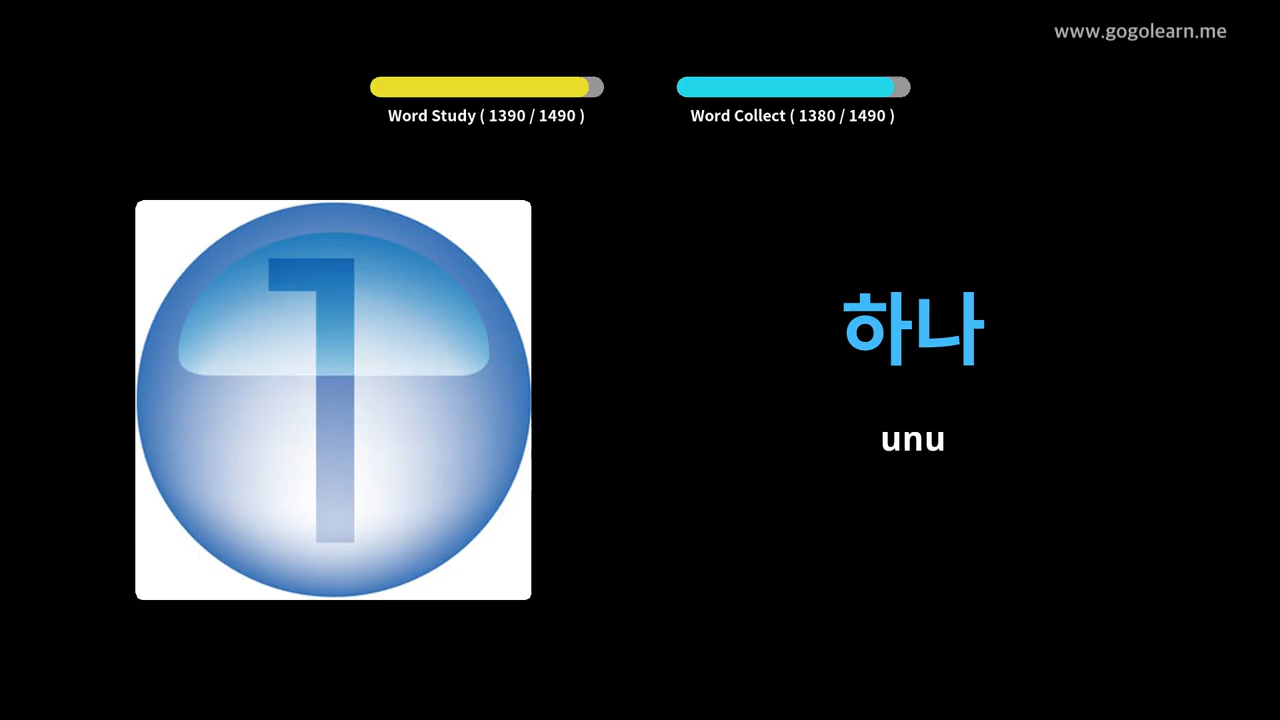 www.gogolearn.me
Word Study ( 1390 / 1490 )
Word Collect ( 1380 / 1490 )
1
하나
unu